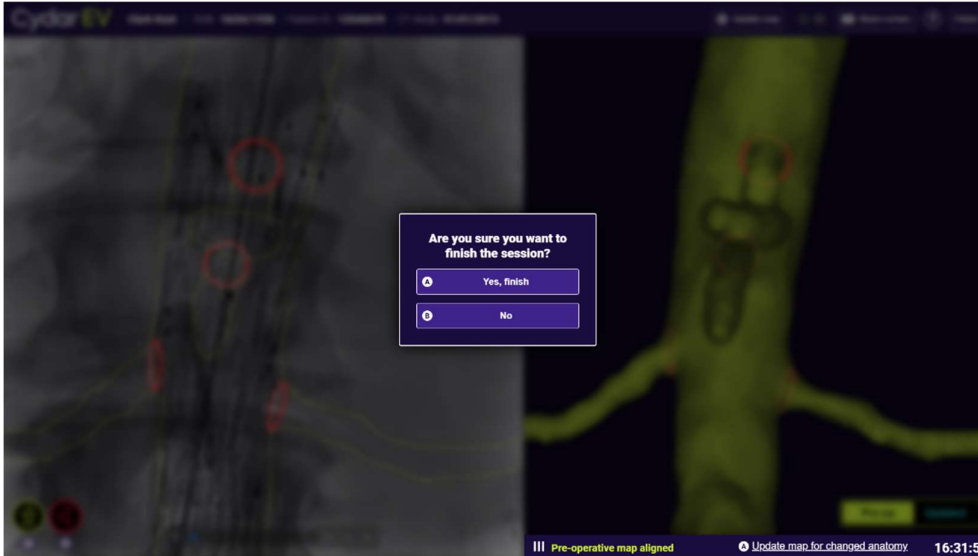 Cydar EV
Are you sure you want to
finish the session?
A Yes, finish
B No
Pre-operative map aligned
A Update map for changed anatomy
16:31:5